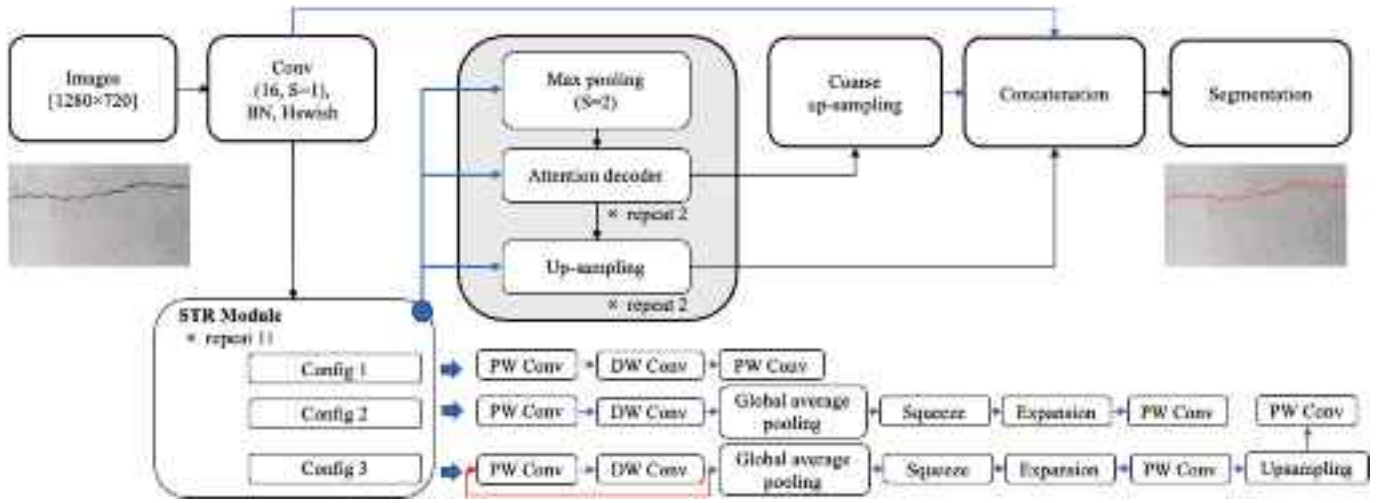 Images
[1280×720]
Conv
(16, S=1),
BN, Hswish
Max pooling
(S=2)
Attention decoder
× repeat 2
Up-sampling
× repeat 2
Coarse
up-sampling
Concatenation
Segmentation
STR Module
× repeat 11
Config 1
PW Conv
DW Conv
PW Conv
Config 2
PW Conv
DW Conv
Global average
pooling
Squeeze
Expansion
PW Conv
PW Conv
Config 3
PW Conv
DW Conv
Global average
pooling
Squeeze
Expansion
PW Conv
Upsampling